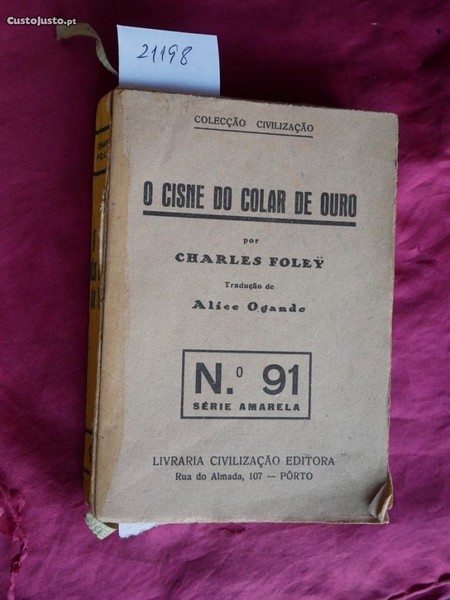 CustoJusto.pt
21198
COLECÇÃO CIVILIZAÇÃO
O CISNE DO COLAR DE OURO
por
CHARLES FOLEŸ
Tradução de
Alice Ogando
N.º 91
SÉRIE AMARELA
LIVRARIA CIVILIZAÇÃO EDITORA
Rua do Almada, 107 — PÔRTO